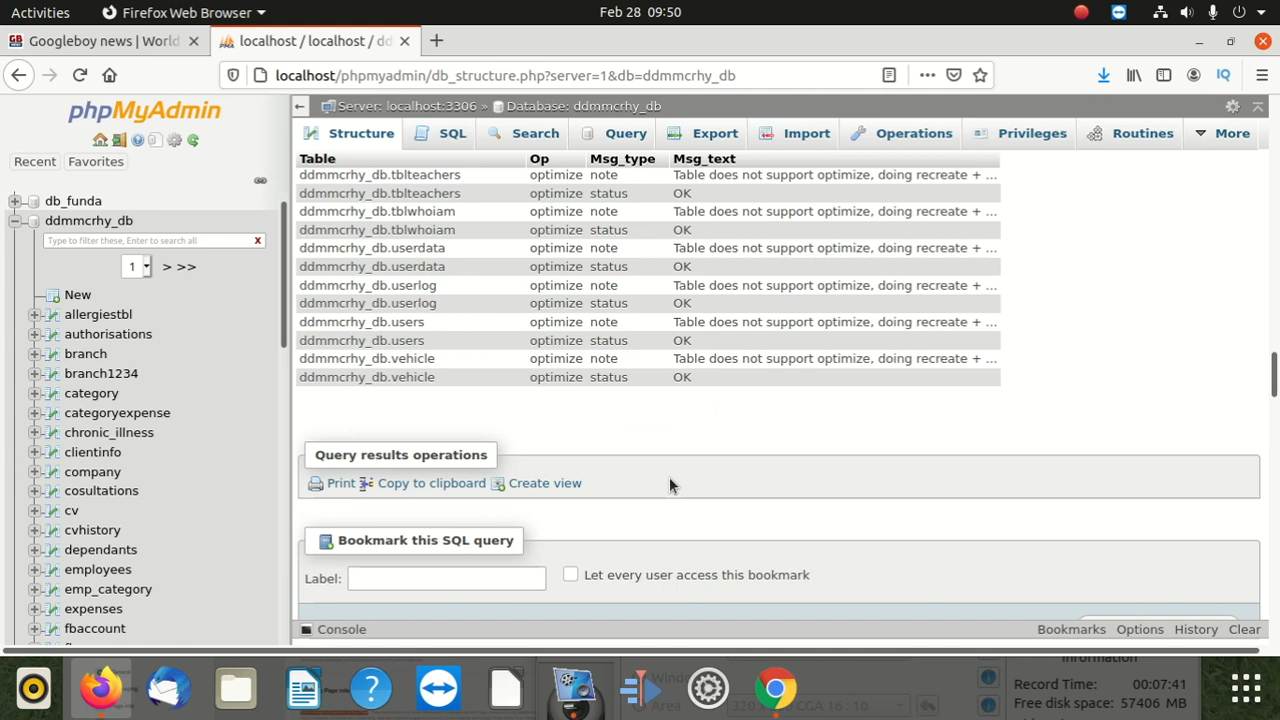 Activities
Firefox Web Browser
Feb 28 09:50
Googleboy news | World
localhost / localhost / dd
localhost/phpmyadmin/db_structure.php?server=1&db=ddmmcrhy_db
IQ
phpMyAdmin
Recent
Favorites
db_funda
ddmmcrhy_db
Type to filter these, Enter to search all
X
1
> >>
New
allergiestbl
authorisations
branch
branch1234
category
categoryexpense
chronic_illness
clientinfo
company
cosultations
cv
cvhistory
dependants
employees
emp_category
expenses
fbaccount
Server: localhost:3306 » Database: ddmmcrhy_db
Structure SQL Search Query Export Import Operations Privileges Routines More
Table Op Msg_type Msg_text
ddmmcrhy_db.tblteachers optimize note Table does not support optimize, doing recreate + ...
ddmmcrhy_db.tblteachers optimize status OK
ddmmcrhy_db.tblwhoiam optimize note Table does not support optimize, doing recreate + ...
ddmmcrhy_db.tblwhoiam optimize status OK
ddmmcrhy_db.userdata optimize note Table does not support optimize, doing recreate + ...
ddmmcrhy_db.userdata optimize status OK
ddmmcrhy_db.userlog optimize note Table does not support optimize, doing recreate + ...
ddmmcrhy_db.userlog optimize status OK
ddmmcrhy_db.users optimize note Table does not support optimize, doing recreate + ...
ddmmcrhy_db.users optimize status OK
ddmmcrhy_db.vehicle optimize note Table does not support optimize, doing recreate + ...
ddmmcrhy_db.vehicle optimize status OK
Query results operations
Print Copy to clipboard Create view
Bookmark this SQL query
Label:
Let every user access this bookmark
Console
Bookmarks Options History Clear
Information
Record Time: 00:07:41
Free disk space: 57406 MB
Area